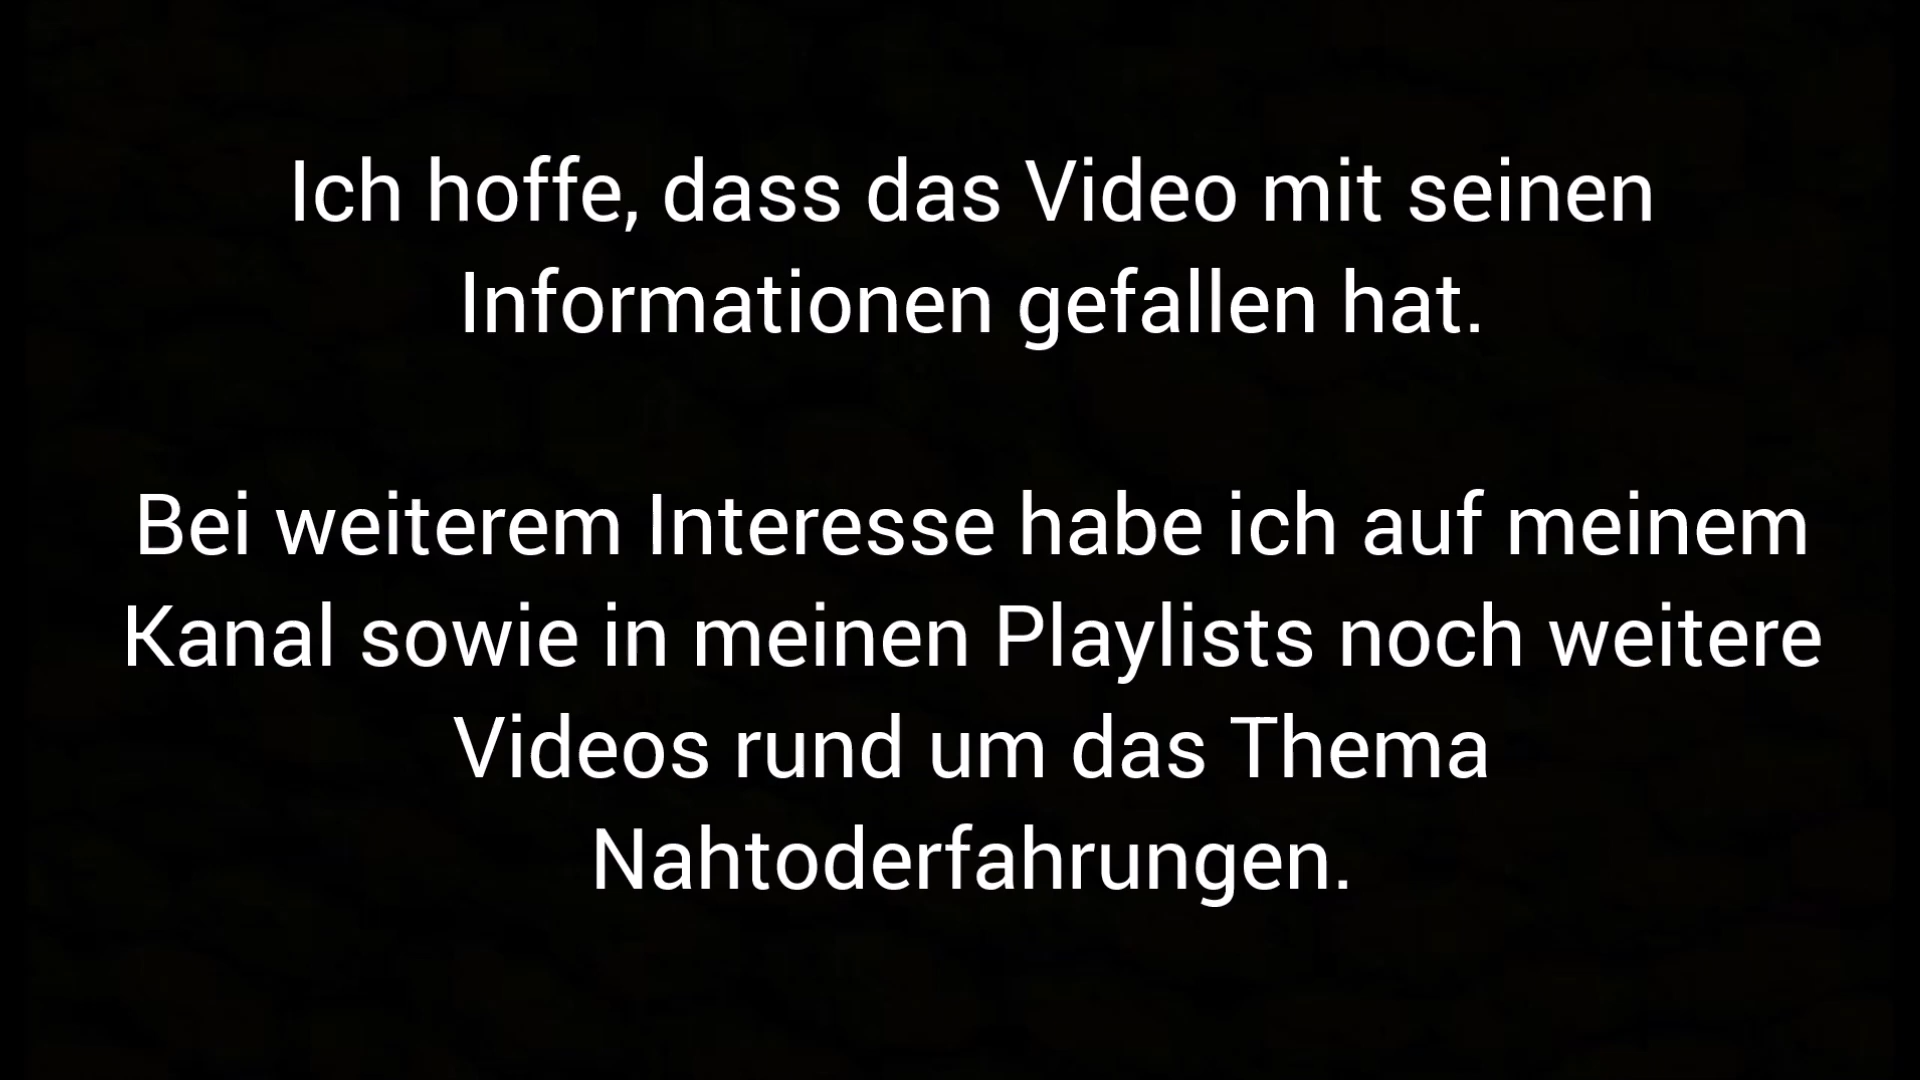 Ich hoffe, dass das Video mit seinen
Informationen gefallen hat.
Bei weiterem Interesse habe ich auf meinem
Kanal sowie in meinen Playlists noch weitere
Videos rund um das Thema
Nahtoderfahrungen.